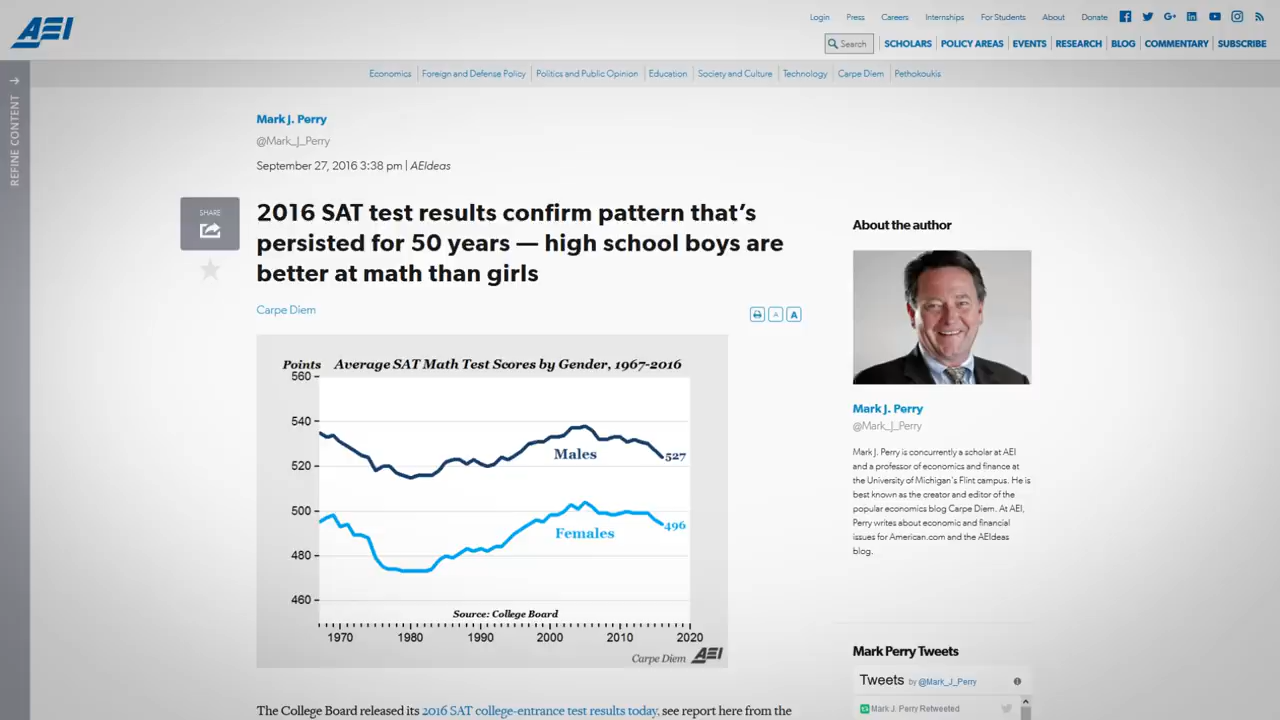 AEI
Login Press Careers Internships For Students About Donate
Search SCHOLARS POLICY AREAS EVENTS RESEARCH BLOG COMMENTARY SUBSCRIBE
Economics Foreign and Defense Policy Politics and Public Opinion Education Society and Culture Technology Carpe Diem Pethokoukis
REFINE CONTENT
Mark J. Perry
@Mark_J_Perry
September 27, 2016 3:38 pm | AEIdeas
SHARE
2016 SAT test results confirm pattern that's
persisted for 50 years — high school boys are
better at math than girls
Carpe Diem
A A
Points Average SAT Math Test Scores by Gender, 1967-2016
560
540
520
500
480
460
Males
527
Females
496
Source: College Board
1970 1980 1990 2000 2010 2020
Carpe Diem AEI
The College Board released its 2016 SAT college-entrance test results today, see report here from the
About the author
Mark J. Perry
@Mark_J_Perry
Mark J. Perry is concurrently a scholar at AEI
and a professor of economics and finance at
the University of Michigan's Flint campus. He is
best known as the creator and editor of the
popular economics blog Carpe Diem. At AEI,
Perry writes about economic and financial
issues for American.com and the AEIdeas
blog.
Mark Perry Tweets
Tweets by @Mark_J_Perry
Mark J. Perry Retweeted